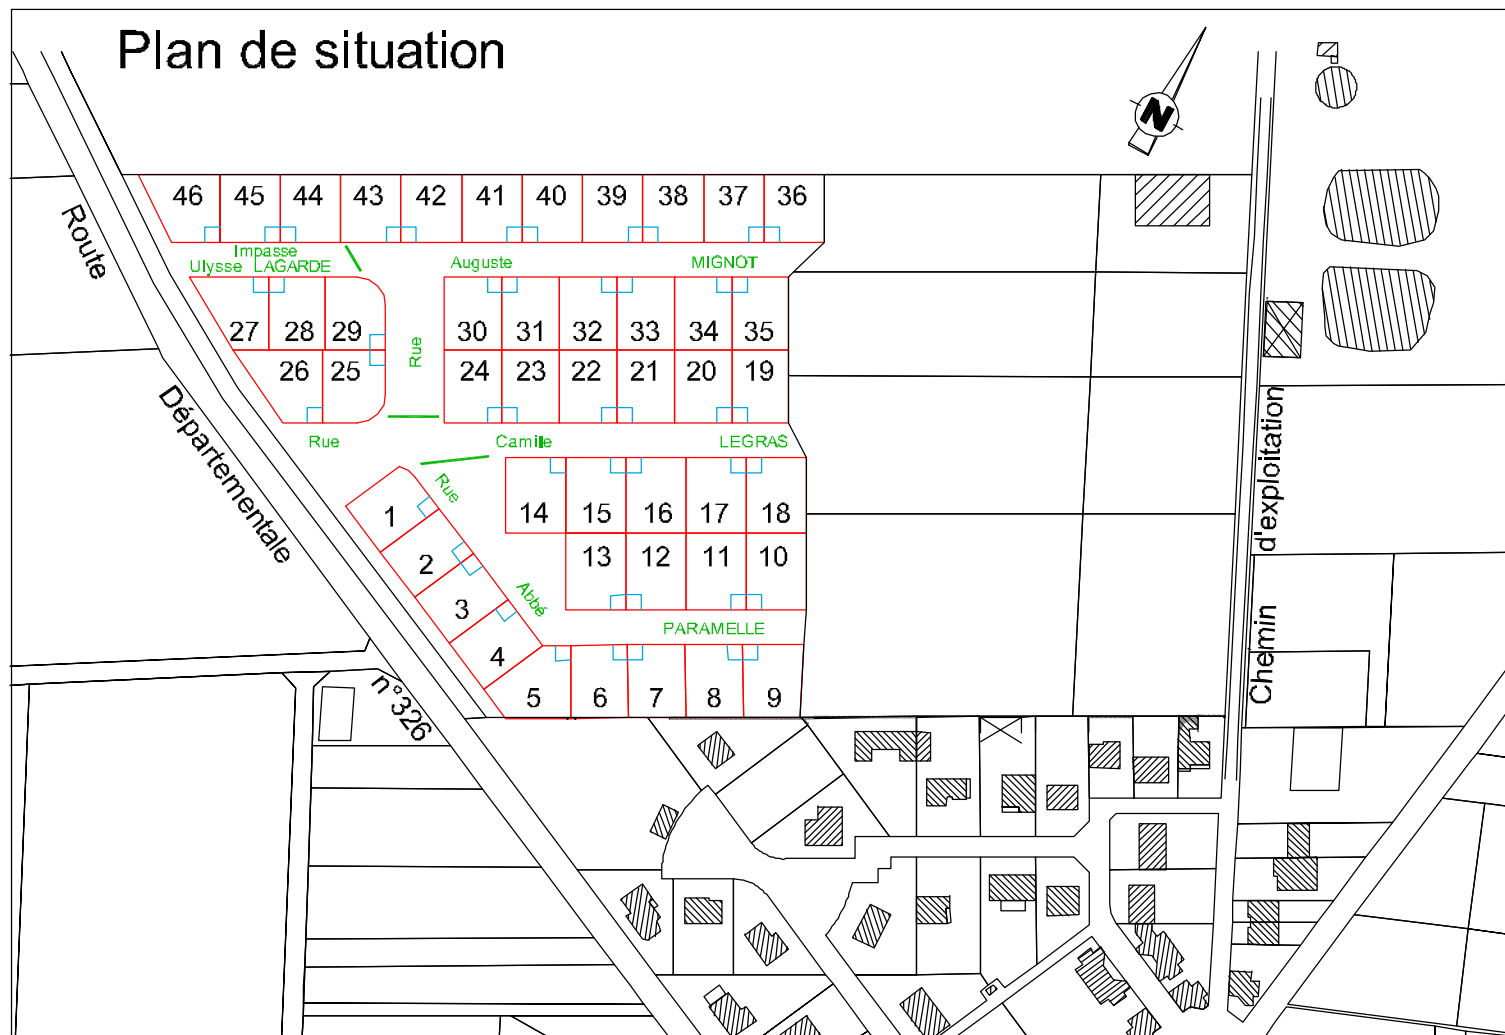 Plan de situation
N
46 45 44 43 42 41 40 39 38 37 36
Impasse
Ulysse LAGARDE
Auguste
MIGNOT
Route
27 28 29
Rue
30 31 32 33 34 35
26 25
24 23 22 21 20 19
Départementale
Rue
Camille
LEGRAS
d'exploitation
Rue
1
14 15 16 17 18
2
13 12 11 10
3
Abbé
PARAMELLE
Chemin
4
n°326
5 6 7 8 9